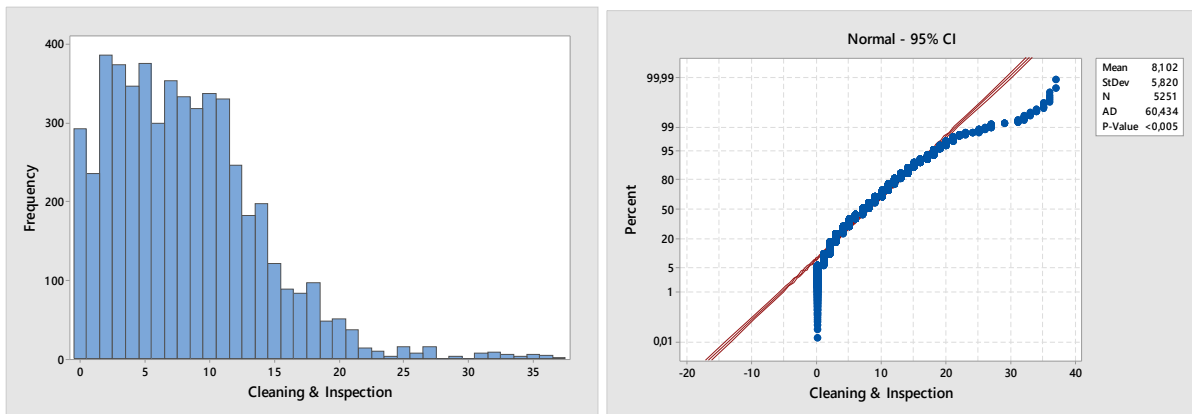 400
300
200
100
0
Frequency
0 5 10 15 20 25 30 35
Cleaning & Inspection
Normal - 95% CI
99,99
99
95
80
50
20
5
1
0,01
Percent
-20 -10 0 10 20 30 40
Cleaning & Inspection
Mean 8,102
StDev 5,820
N 5251
AD 60,434
P-Value <0,005